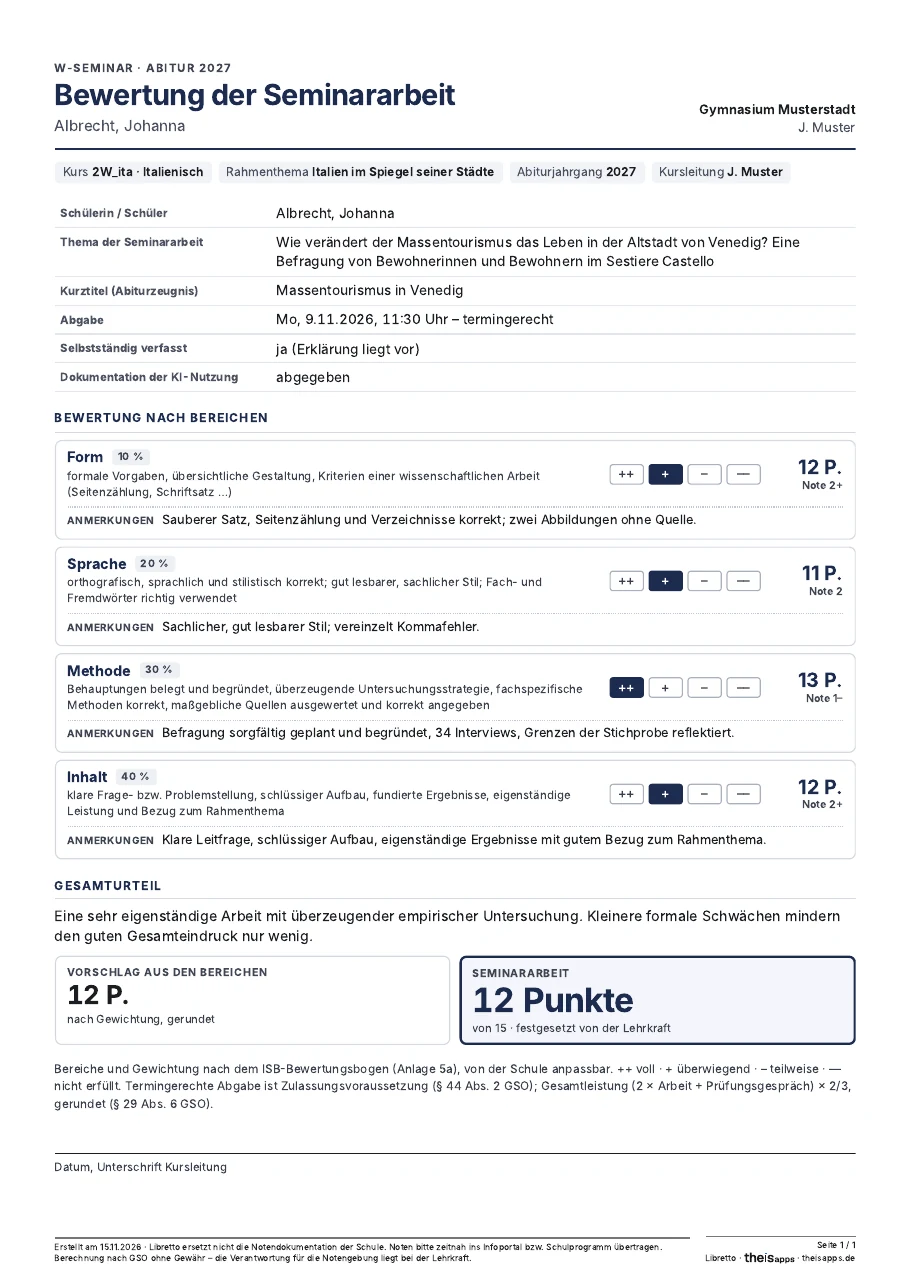 W-SEMINAR · ABITUR 2027
Bewertung der Seminararbeit
Albrecht, Johanna
Gymnasium Musterstadt
J. Muster
Kurs 2W_ita · Italienisch
Rahmenthema Italien im Spiegel seiner Städte
Abiturjahrgang 2027
Kursleitung J. Muster
Schülerin / Schüler
Albrecht, Johanna
Thema der Seminararbeit
Wie verändert der Massentourismus das Leben in der Altstadt von Venedig? Eine
Befragung von Bewohnerinnen und Bewohnern im Sestiere Castello
Kurztitel (Abiturzeugnis)
Massentourismus in Venedig
Abgabe
Mo, 9.11.2026, 11:30 Uhr – termingerecht
Selbstständig verfasst
ja (Erklärung liegt vor)
Dokumentation der KI-Nutzung
abgegeben
BEWERTUNG NACH BEREICHEN
Form 10 %
formale Vorgaben, übersichtliche Gestaltung, Kriterien einer wissenschaftlichen Arbeit
(Seitenzählung, Schriftsatz …)
++ + – —
12 P.
Note 2+
ANMERKUNGEN Sauberer Satz, Seitenzählung und Verzeichnisse korrekt; zwei Abbildungen ohne Quelle.
Sprache 20 %
orthografisch, sprachlich und stilistisch korrekt; gut lesbarer, sachlicher Stil; Fach- und
Fremdwörter richtig verwendet
++ + – —
11 P.
Note 2
ANMERKUNGEN Sachlicher, gut lesbarer Stil; vereinzelt Kommafehler.
Methode 30 %
Behauptungen belegt und begründet, überzeugende Untersuchungsstrategie, fachspezifische
Methoden korrekt, maßgebliche Quellen ausgewertet und korrekt angegeben
++ + – —
13 P.
Note 1–
ANMERKUNGEN Befragung sorgfältig geplant und begründet, 34 Interviews, Grenzen der Stichprobe reflektiert.
Inhalt 40 %
klare Frage- bzw. Problemstellung, schlüssiger Aufbau, fundierte Ergebnisse, eigenständige
Leistung und Bezug zum Rahmenthema
++ + – —
12 P.
Note 2+
ANMERKUNGEN Klare Leitfrage, schlüssiger Aufbau, eigenständige Ergebnisse mit gutem Bezug zum Rahmenthema.
GESAMTURTEIL
Eine sehr eigenständige Arbeit mit überzeugender empirischer Untersuchung. Kleinere formale Schwächen mindern
den guten Gesamteindruck nur wenig.
VORSCHLAG AUS DEN BEREICHEN
12 P.
nach Gewichtung, gerundet
SEMINARARBEIT
12 Punkte
von 15 · festgesetzt von der Lehrkraft
Bereiche und Gewichtung nach dem ISB-Bewertungsbogen (Anlage 5a), von der Schule anpassbar. ++ voll · + überwiegend · – teilweise · —
nicht erfüllt. Termingerechte Abgabe ist Zulassungsvoraussetzung (§ 44 Abs. 2 GSO); Gesamtleistung (2 × Arbeit + Prüfungsgespräch) × 2/3,
gerundet (§ 29 Abs. 6 GSO).
Datum, Unterschrift Kursleitung
Erstellt am 15.11.2026 · Libretto ersetzt nicht die Notendokumentation der Schule. Noten bitte zeitnah ins Infoportal bzw. Schulprogramm übertragen.
Berechnung nach GSO ohne Gewähr – die Verantwortung für die Notengebung liegt bei der Lehrkraft.
Seite 1 / 1
Libretto · theisapps · theisapps.de